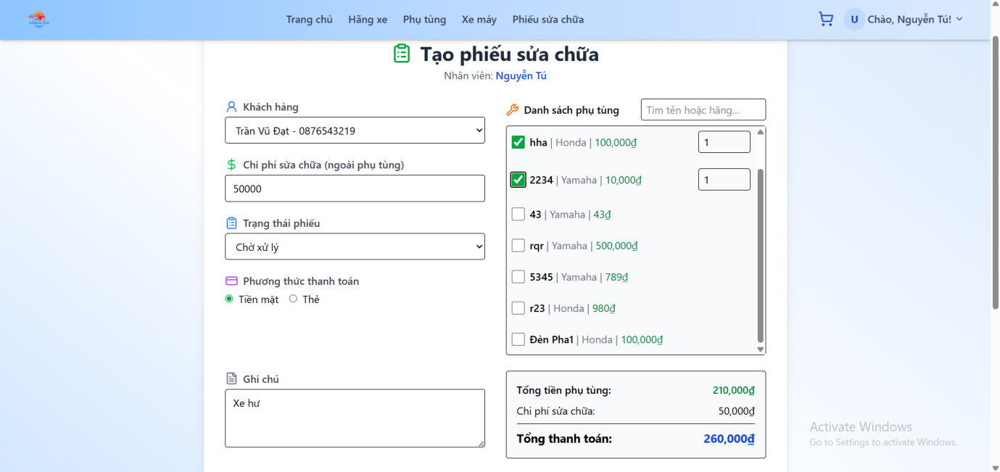 Trang chủ Hãng xe Phụ tùng Xe máy Phiếu sửa chữa U Chào, Nguyễn Tú!
Tạo phiếu sửa chữa
Nhân viên: Nguyễn Tú
Khách hàng
Trần Vũ Đạt - 0876543219
Chi phí sửa chữa (ngoài phụ tùng)
50000
Trạng thái phiếu
Chờ xử lý
Phương thức thanh toán
Tiền mặt Thẻ
Danh sách phụ tùng Tìm tên hoặc hãng...
hha | Honda | 100,000₫ 1
2234 | Yamaha | 10,000₫ 1
43 | Yamaha | 43₫
rqr | Yamaha | 500,000₫
5345 | Yamaha | 789₫
r23 | Honda | 980₫
Đèn Pha1 | Honda | 100,000₫
Ghi chú
Xe hư
Tổng tiền phụ tùng: 210,000₫
Chi phí sửa chữa: 50,000₫
Tổng thanh toán: 260,000₫
Activate Windows
Go to Settings to activate Windows.